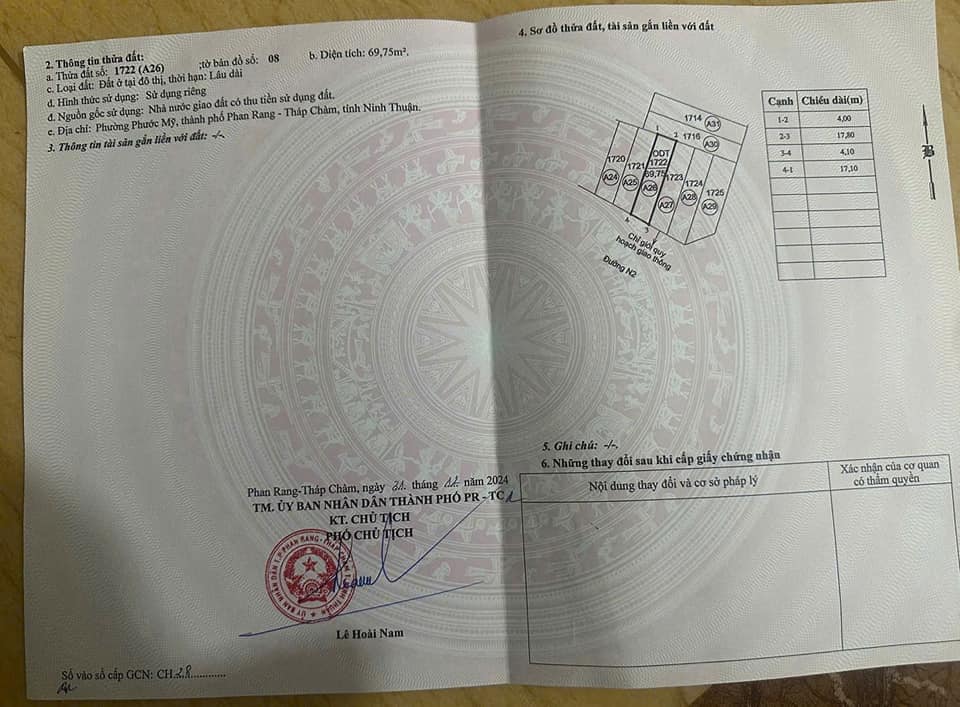 2. Thông tin thửa đất:
a. Thửa đất số: 1722 (A26) ;tờ bản đồ số: 08 b. Diện tích: 69,75m².
c. Loại đất: Đất ở tại đô thị, thời hạn: Lâu dài
d. Hình thức sử dụng: Sử dụng riêng
đ. Nguồn gốc sử dụng: Nhà nước giao đất có thu tiền sử dụng đất.
e. Địa chỉ: Phường Phước Mỹ, thành phố Phan Rang - Tháp Chàm, tỉnh Ninh Thuận.
3. Thông tin tài sản gắn liền với đất: -/-
Phan Rang-Tháp Chàm, ngày tháng năm 2024
TM. ỦY BAN NHÂN DÂN THÀNH PHỐ PR - TC
KT. CHỦ TỊCH
PHÓ CHỦ TỊCH
Lê Hoài Nam
Số vào sổ cấp GCN: CH.28............
4. Sơ đồ thửa đất, tài sản gắn liền với đất
1714 A31
1716 A30
1720 A24
1721 A25
ODT
1722
69,75
A26
1723 A27
1724 A28
1725 A29
1
2
3
4
Chỉ giới quy
hoạch giao thông
Đường N2
Cạnh Chiều dài(m)
1-2 4,00
2-3 17,80
3-4 4,10
4-1 17,10
B
5. Ghi chú: -/-.
6. Những thay đổi sau khi cấp giấy chứng nhận
Nội dung thay đổi và cơ sở pháp lý
Xác nhận của cơ quan
có thẩm quyền